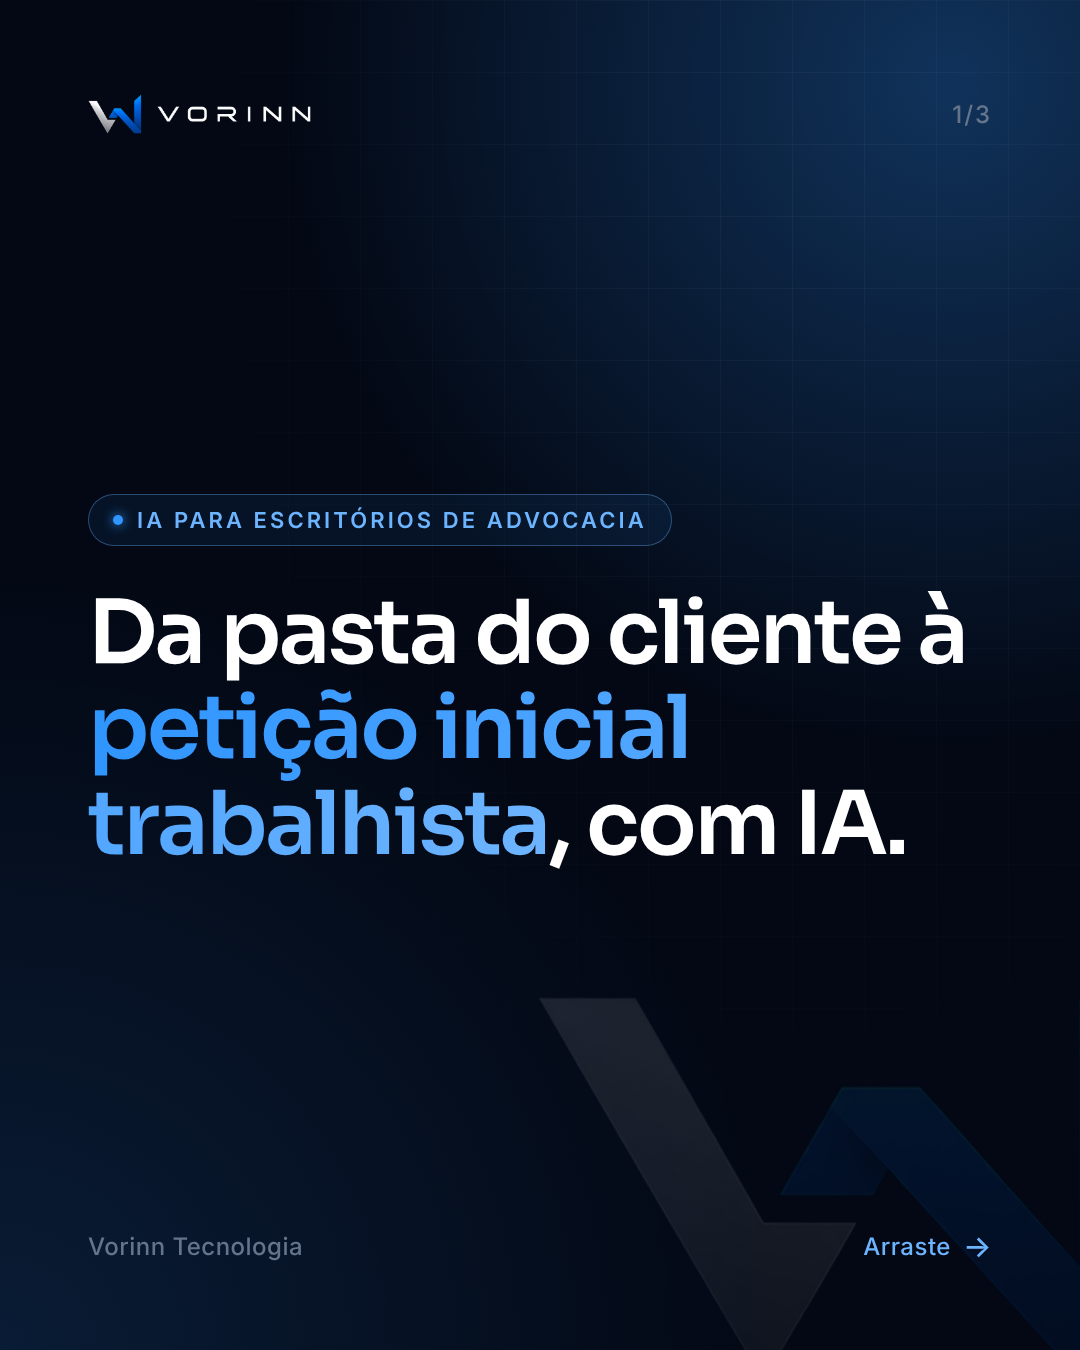 VORINN
1/3
IA PARA ESCRITÓRIOS DE ADVOCACIA
Da pasta do cliente à
petição inicial
trabalhista, com IA.
Vorinn Tecnologia
Arraste →